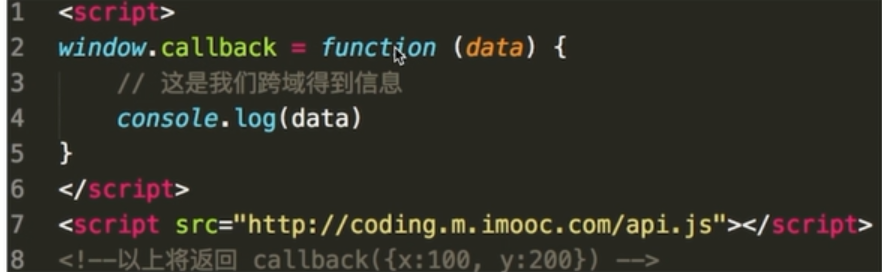 1 <script>
2 window.callback = function (data) {
3 // 这是我们跨域得到信息
4 console.log(data)
5 }
6 </script>
7 <script src="http://coding.m.imooc.com/api.js"></script>
8 <!--以上将返回 callback({x:100, y:200}) -->